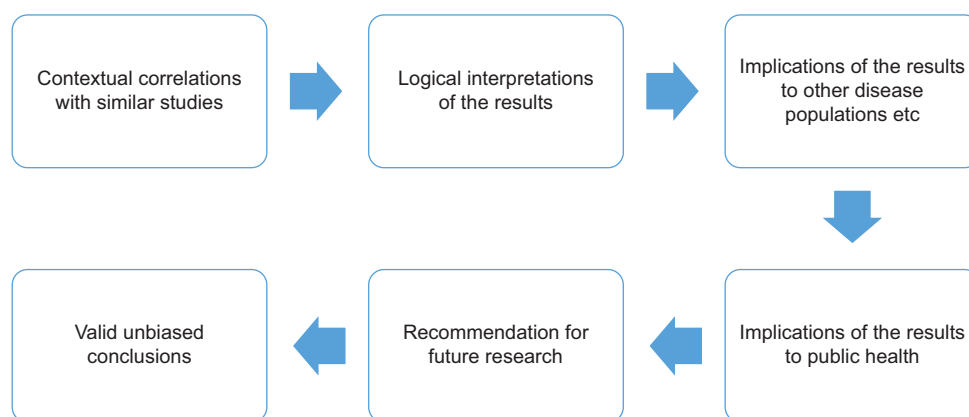 Contextual correlations
with similar studies
Logical interpretations
of the results
Implications of the results
to other disease
populations etc
Implications of the results
to public health
Recommendation for
future research
Valid unbiased
conclusions